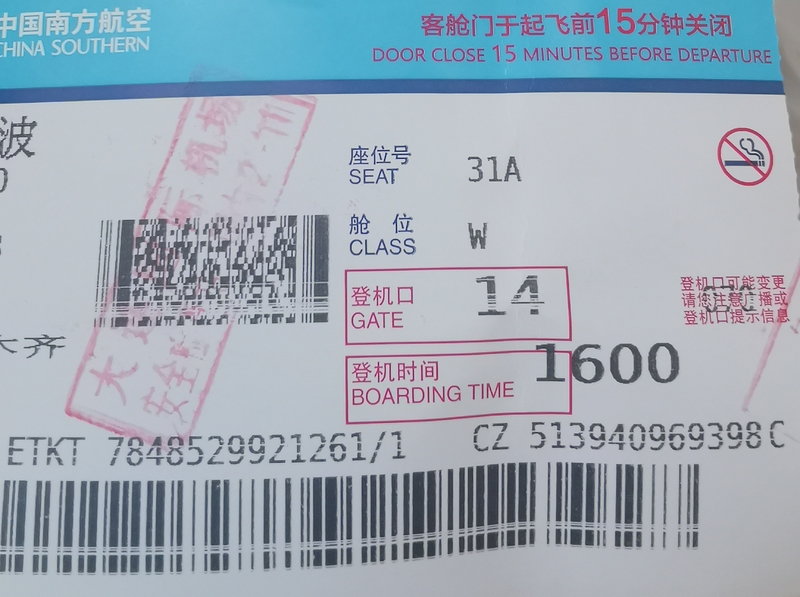 中国南方航空
CHINA SOUTHERN
客舱门于起飞前15分钟关闭
DOOR CLOSE 15 MINUTES BEFORE DEPARTURE
波
座位号
SEAT 31A
舱 位
CLASS W
登机口
GATE 14
登机口可能变更
请您注意广播或
登机口提示信息
登机时间
BOARDING TIME 1600
ETKT 7848529921261/1 CZ 513940969398C